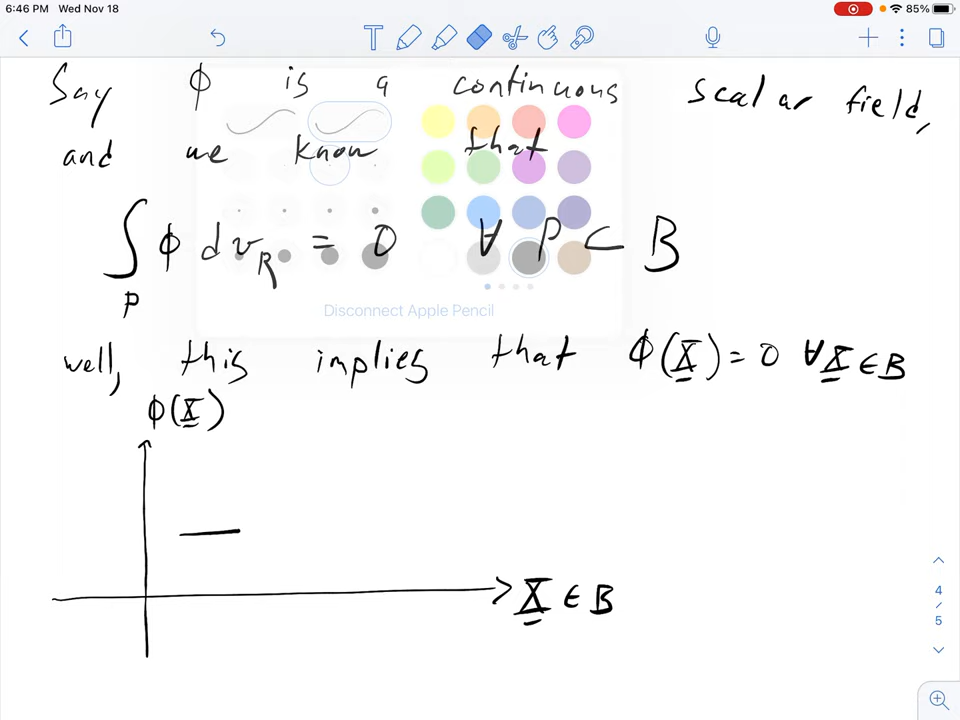 6:46 PM Wed Nov 18 85%
Say ϕ is a continuous scalar field,
and we know that
∫_P ϕ dv_R = 0 ∀ P ⊂ B
Disconnect Apple Pencil
well, this implies that ϕ(X) = 0 ∀ X ∈ B
ϕ(X)
X ∈ B
4
/
5